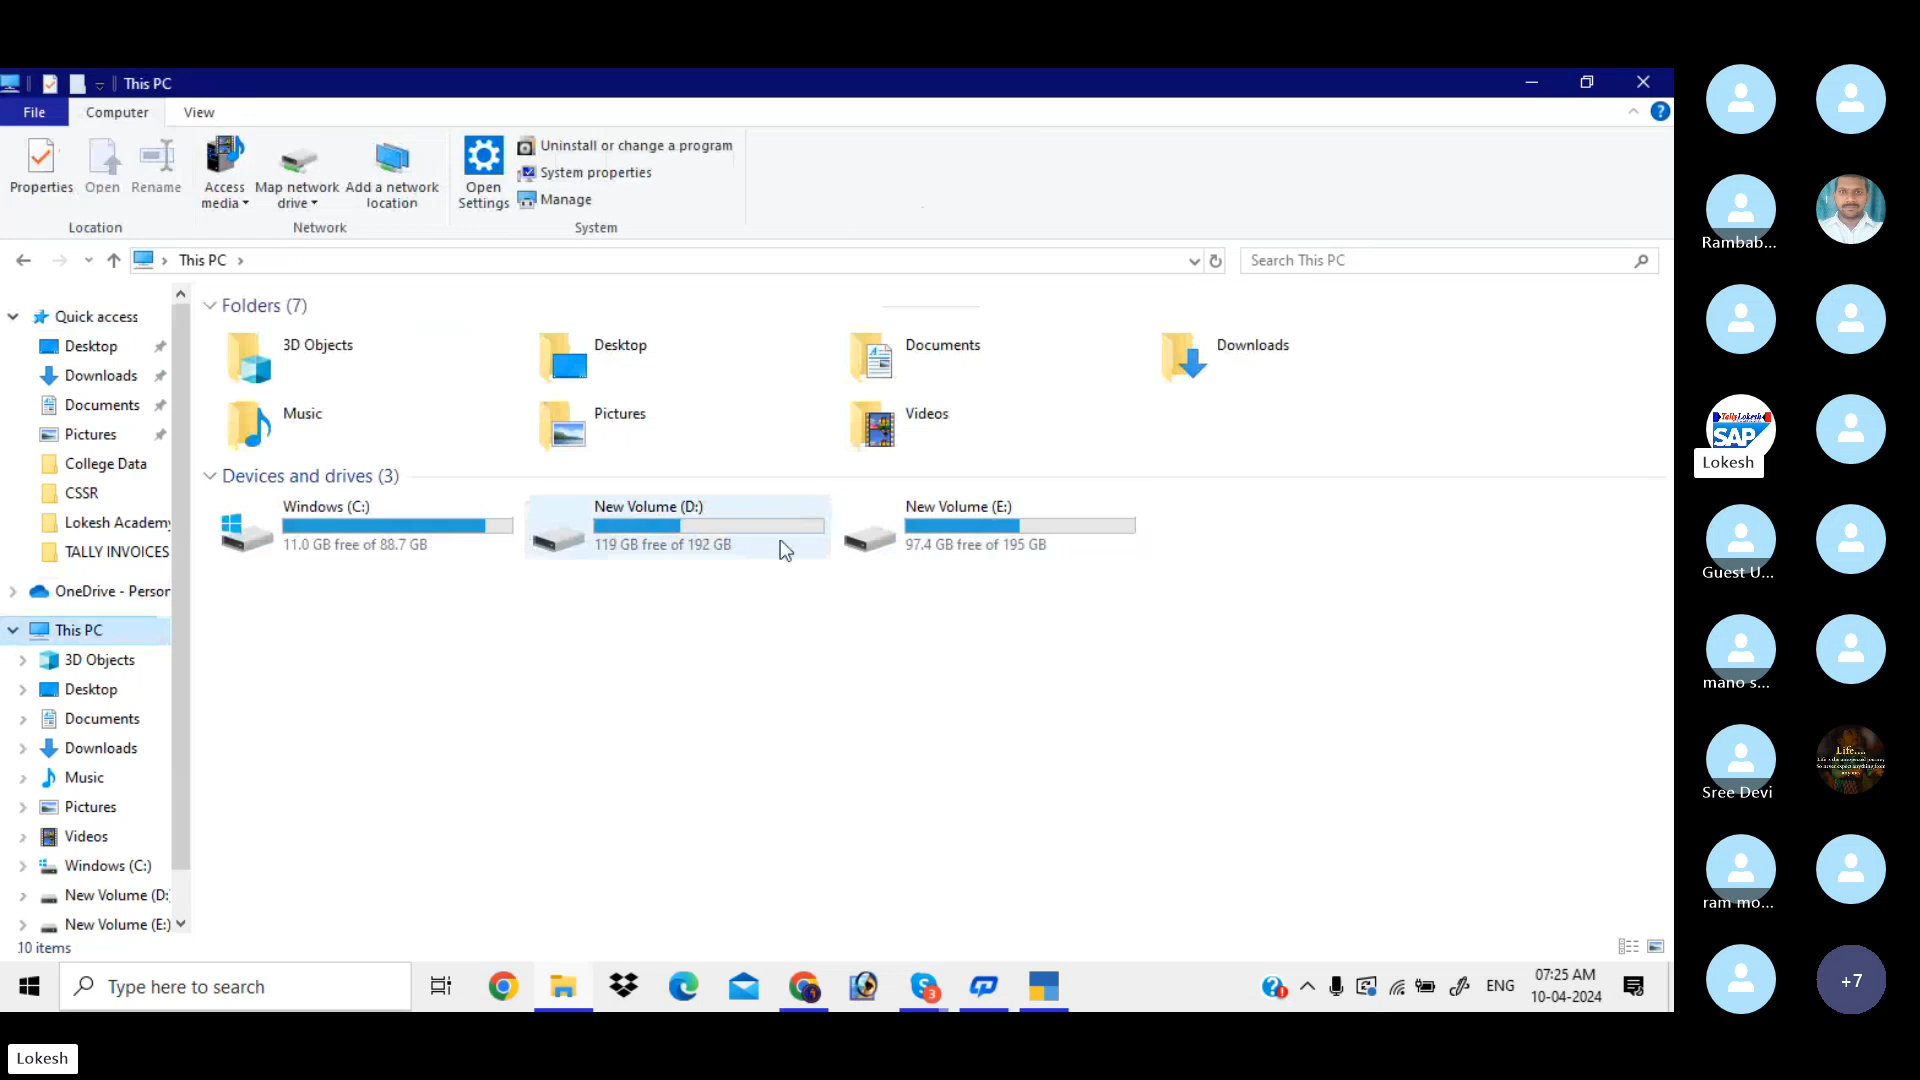 This PC
File
Computer
View
Properties
Open
Rename
Access media
Map network drive
Add a network location
Open Settings
Uninstall or change a program
System properties
Manage
Location
Network
System
This PC
Search This PC
Quick access
Desktop
Downloads
Documents
Pictures
College Data
CSSR
Lokesh Academy
TALLY INVOICES
OneDrive - Person
This PC
3D Objects
Desktop
Documents
Downloads
Music
Pictures
Videos
Windows (C:)
New Volume (D:
New Volume (E:)
10 items
Folders (7)
3D Objects
Desktop
Documents
Downloads
Music
Pictures
Videos
Devices and drives (3)
Windows (C:)
11.0 GB free of 88.7 GB
New Volume (D:)
119 GB free of 192 GB
New Volume (E:)
97.4 GB free of 195 GB
Type here to search
3
ENG
07:25 AM
10-04-2024
Rambab...
Tally Lokesh
SAP
Lokesh
Guest U...
mano s...
Sree Devi
Life....
ram mo...
+7
Lokesh